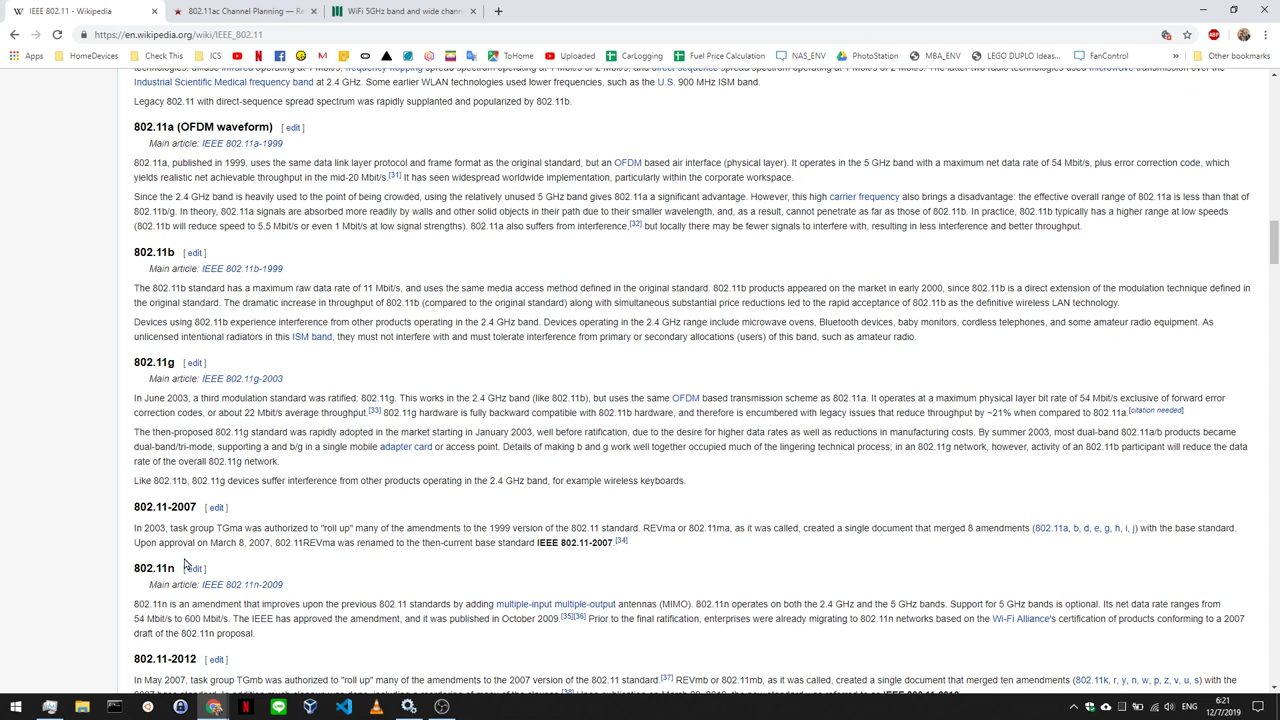 IEEE 802.11 - Wikipedia
802.11ac Channel Planning — Re
WiFi 5GHz band and wide chann
https://en.wikipedia.org/wiki/IEEE_802.11
Apps HomeDevices Check This ICS ToHome Uploaded CarLogging Fuel Price Calculation NAS_ENV PhotoStation MBA_ENV LEGO DUPLO Ideas... FanControl » Other bookmarks
Industrial Scientific Medical frequency band at 2.4 GHz. Some earlier WLAN technologies used lower frequencies, such as the U.S. 900 MHz ISM band.
Legacy 802.11 with direct-sequence spread spectrum was rapidly supplanted and popularized by 802.11b.
802.11a (OFDM waveform) [ edit ]
Main article: IEEE 802.11a-1999
802.11a, published in 1999, uses the same data link layer protocol and frame format as the original standard, but an OFDM based air interface (physical layer). It operates in the 5 GHz band with a maximum net data rate of 54 Mbit/s, plus error correction code, which
yields realistic net achievable throughput in the mid-20 Mbit/s.[31] It has seen widespread worldwide implementation, particularly within the corporate workspace.
Since the 2.4 GHz band is heavily used to the point of being crowded, using the relatively unused 5 GHz band gives 802.11a a significant advantage. However, this high carrier frequency also brings a disadvantage: the effective overall range of 802.11a is less than that of
802.11b/g. In theory, 802.11a signals are absorbed more readily by walls and other solid objects in their path due to their smaller wavelength, and, as a result, cannot penetrate as far as those of 802.11b. In practice, 802.11b typically has a higher range at low speeds
(802.11b will reduce speed to 5.5 Mbit/s or even 1 Mbit/s at low signal strengths). 802.11a also suffers from interference,[32] but locally there may be fewer signals to interfere with, resulting in less interference and better throughput.
802.11b [ edit ]
Main article: IEEE 802.11b-1999
The 802.11b standard has a maximum raw data rate of 11 Mbit/s, and uses the same media access method defined in the original standard. 802.11b products appeared on the market in early 2000, since 802.11b is a direct extension of the modulation technique defined in
the original standard. The dramatic increase in throughput of 802.11b (compared to the original standard) along with simultaneous substantial price reductions led to the rapid acceptance of 802.11b as the definitive wireless LAN technology.
Devices using 802.11b experience interference from other products operating in the 2.4 GHz band. Devices operating in the 2.4 GHz range include microwave ovens, Bluetooth devices, baby monitors, cordless telephones, and some amateur radio equipment. As
unlicensed intentional radiators in this ISM band, they must not interfere with and must tolerate interference from primary or secondary allocations (users) of this band, such as amateur radio.
802.11g [ edit ]
Main article: IEEE 802.11g-2003
In June 2003, a third modulation standard was ratified: 802.11g. This works in the 2.4 GHz band (like 802.11b), but uses the same OFDM based transmission scheme as 802.11a. It operates at a maximum physical layer bit rate of 54 Mbit/s exclusive of forward error
correction codes, or about 22 Mbit/s average throughput.[33] 802.11g hardware is fully backward compatible with 802.11b hardware, and therefore is encumbered with legacy issues that reduce throughput by ~21% when compared to 802.11a.[citation needed]
The then-proposed 802.11g standard was rapidly adopted in the market starting in January 2003, well before ratification, due to the desire for higher data rates as well as reductions in manufacturing costs. By summer 2003, most dual-band 802.11a/b products became
dual-band/tri-mode, supporting a and b/g in a single mobile adapter card or access point. Details of making b and g work well together occupied much of the lingering technical process; in an 802.11g network, however, activity of an 802.11b participant will reduce the data
rate of the overall 802.11g network.
Like 802.11b, 802.11g devices suffer interference from other products operating in the 2.4 GHz band, for example wireless keyboards.
802.11-2007 [ edit ]
In 2003, task group TGma was authorized to "roll up" many of the amendments to the 1999 version of the 802.11 standard. REVma or 802.11ma, as it was called, created a single document that merged 8 amendments (802.11a, b, d, e, g, h, i, j) with the base standard.
Upon approval on March 8, 2007, 802.11REVma was renamed to the then-current base standard IEEE 802.11-2007.[34]
802.11n [ edit ]
Main article: IEEE 802.11n-2009
802.11n is an amendment that improves upon the previous 802.11 standards by adding multiple-input multiple-output antennas (MIMO). 802.11n operates on both the 2.4 GHz and the 5 GHz bands. Support for 5 GHz bands is optional. Its net data rate ranges from
54 Mbit/s to 600 Mbit/s. The IEEE has approved the amendment, and it was published in October 2009.[35][36] Prior to the final ratification, enterprises were already migrating to 802.11n networks based on the Wi-Fi Alliance's certification of products conforming to a 2007
draft of the 802.11n proposal.
802.11-2012 [ edit ]
In May 2007, task group TGmb was authorized to "roll up" many of the amendments to the 2007 version of the 802.11 standard.[37] REVmb or 802.11mb, as it was called, created a single document that merged ten amendments (802.11k, r, y, n, w, p, z, v, u, s) with the
ENG
6:21
12/7/2019